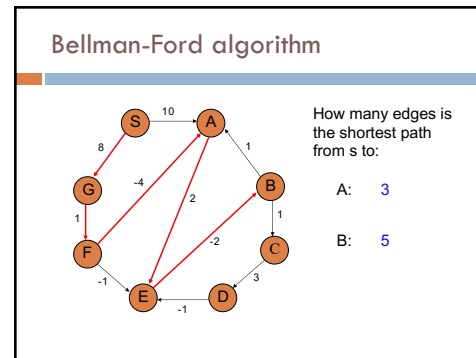 Bellman-Ford algorithm
10
S
A
How many edges is
the shortest path
from s to:
8
1
-4
A: 3
G
B
2
1
1
-2
B: 5
F
C
-1
3
E
D
-1